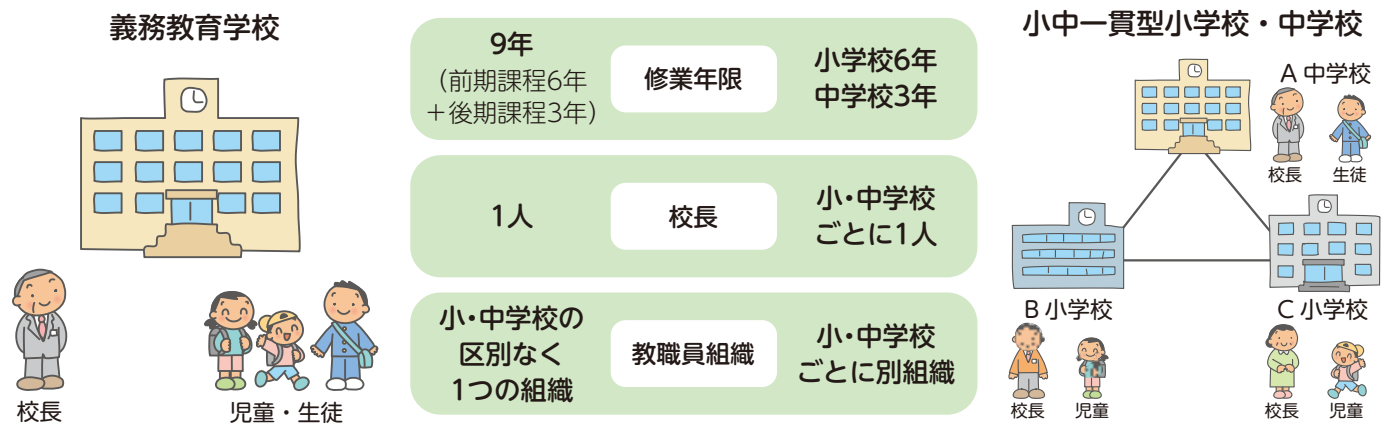 義務教育学校
校長
児童・生徒
9年
（前期課程6年
＋後期課程3年）
修業年限
小学校6年
中学校3年
1人
校長
小・中学校
ごとに1人
小・中学校の
区別なく
1つの組織
教職員組織
小・中学校
ごとに別組織
小中一貫型小学校・中学校
A 中学校
校長
生徒
B 小学校
校長
児童
C 小学校
校長
児童